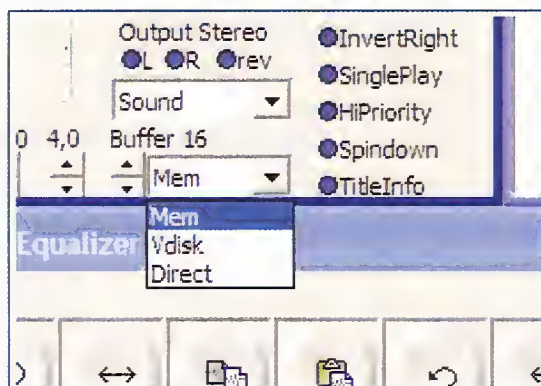 Output Stereo
L R rev
Sound
InvertRight
SinglePlay
HiPriority
Spindown
TitleInfo
0 4,0 Buffer 16
Mem
Mem
Vdisk
Direct
Equalizer